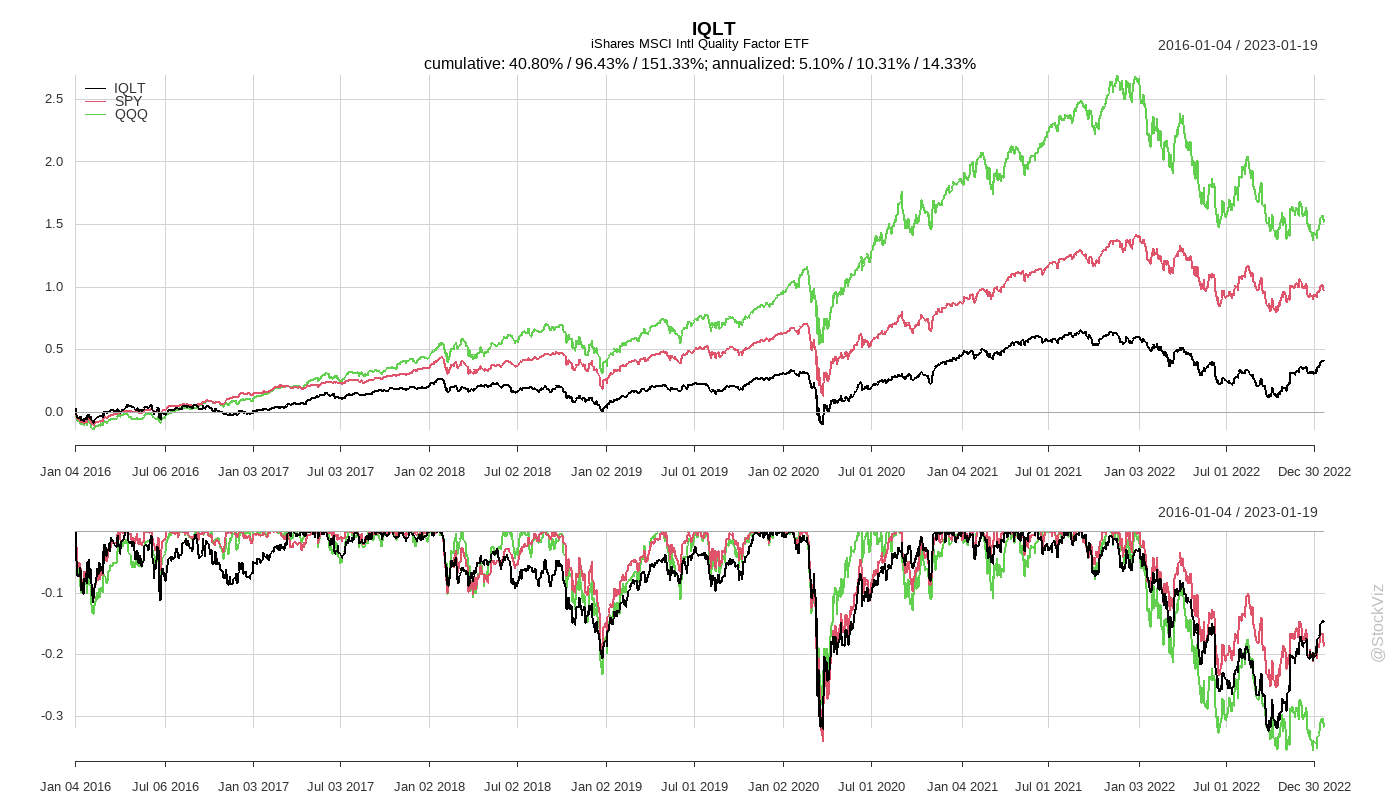 IQLT
iShares MSCI Intl Quality Factor ETF
2016-01-04 / 2023-01-19
cumulative: 40.80% / 96.43% / 151.33%; annualized: 5.10% / 10.31% / 14.33%
IQLT
SPY
QQQ
2.5
2.0
1.5
1.0
0.5
0.0
Jan 04 2016 Jul 06 2016 Jan 03 2017 Jul 03 2017 Jan 02 2018 Jul 02 2018 Jan 02 2019 Jul 01 2019 Jan 02 2020 Jul 01 2020 Jan 04 2021 Jul 01 2021 Jan 03 2022 Jul 01 2022 Dec 30 2022
2016-01-04 / 2023-01-19
-0.1
-0.2
-0.3
Jan 04 2016 Jul 06 2016 Jan 03 2017 Jul 03 2017 Jan 02 2018 Jul 02 2018 Jan 02 2019 Jul 01 2019 Jan 02 2020 Jul 01 2020 Jan 04 2021 Jul 01 2021 Jan 03 2022 Jul 01 2022 Dec 30 2022
@StockViz